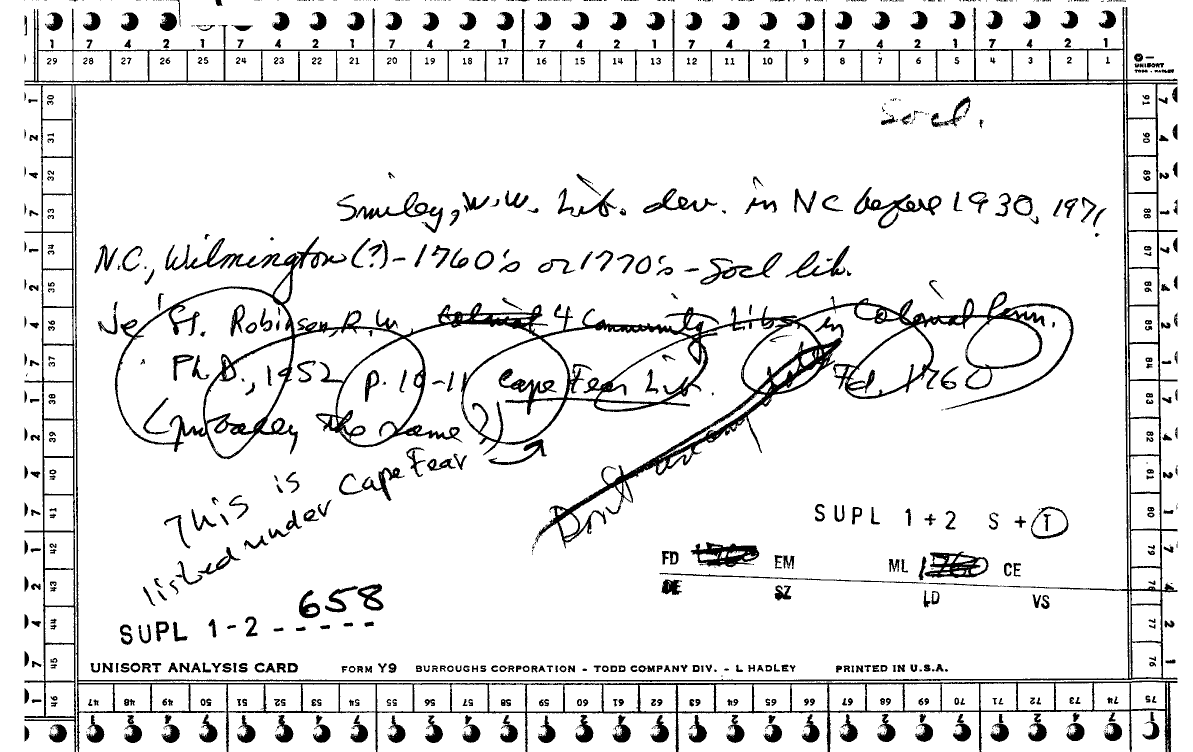 1 7 4 2 1 7 4 2 1 7 4 2 1 7 4 2 1 7 4 2 1 7 4 2 1 7 4 2 1
29 28 27 26 25 24 23 22 21 20 19 18 17 16 15 14 13 12 11 10 9 8 7 6 5 4 3 2 1
UNISORT
TODD - HADLEY
Socl.
Smiley, W.W. Lib. dev. in NC before 1930, 1971
N.C., Wilmington (?) - 1760's or 1770's - Socl lib.
Robinson, R.W. Colonial 4 Community Libs in Colonial Penn.
Ph.D., 1952 p. 10-11 Cape Fear Lib. Fd. 1760
(probably the same?)
This is
listed under Cape Fear
Don't
SUPL 1+2 S + T
FD 1760 EM ML 1760 CE
DE SZ LD VS
SUPL 1-2 - - - - -
658
UNISORT ANALYSIS CARD FORM Y9 BURROUGHS CORPORATION - TODD COMPANY DIV. - L HADLEY PRINTED IN U.S.A.
30 31 32 33 34 35 36 37 38 39 40 41 42 43 44 45 46
91 90 89 88 87 86 85 84 83 82 81 80 79 78 77 76 75
47 48 49 50 51 52 53 54 55 56 57 58 59 60 61 62 63 64 65 66 67 68 69 70 71 72 73 74